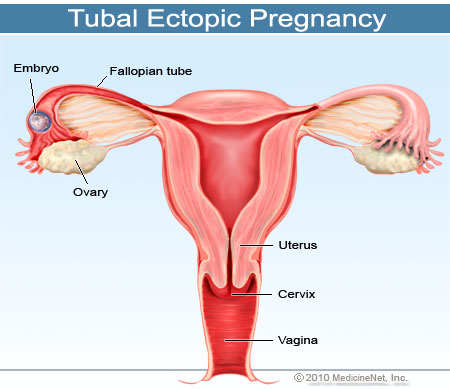 Tubal Ectopic Pregnancy
Embryo
Fallopian tube
Ovary
Uterus
Cervix
Vagina
© 2010 MedicineNet, Inc.